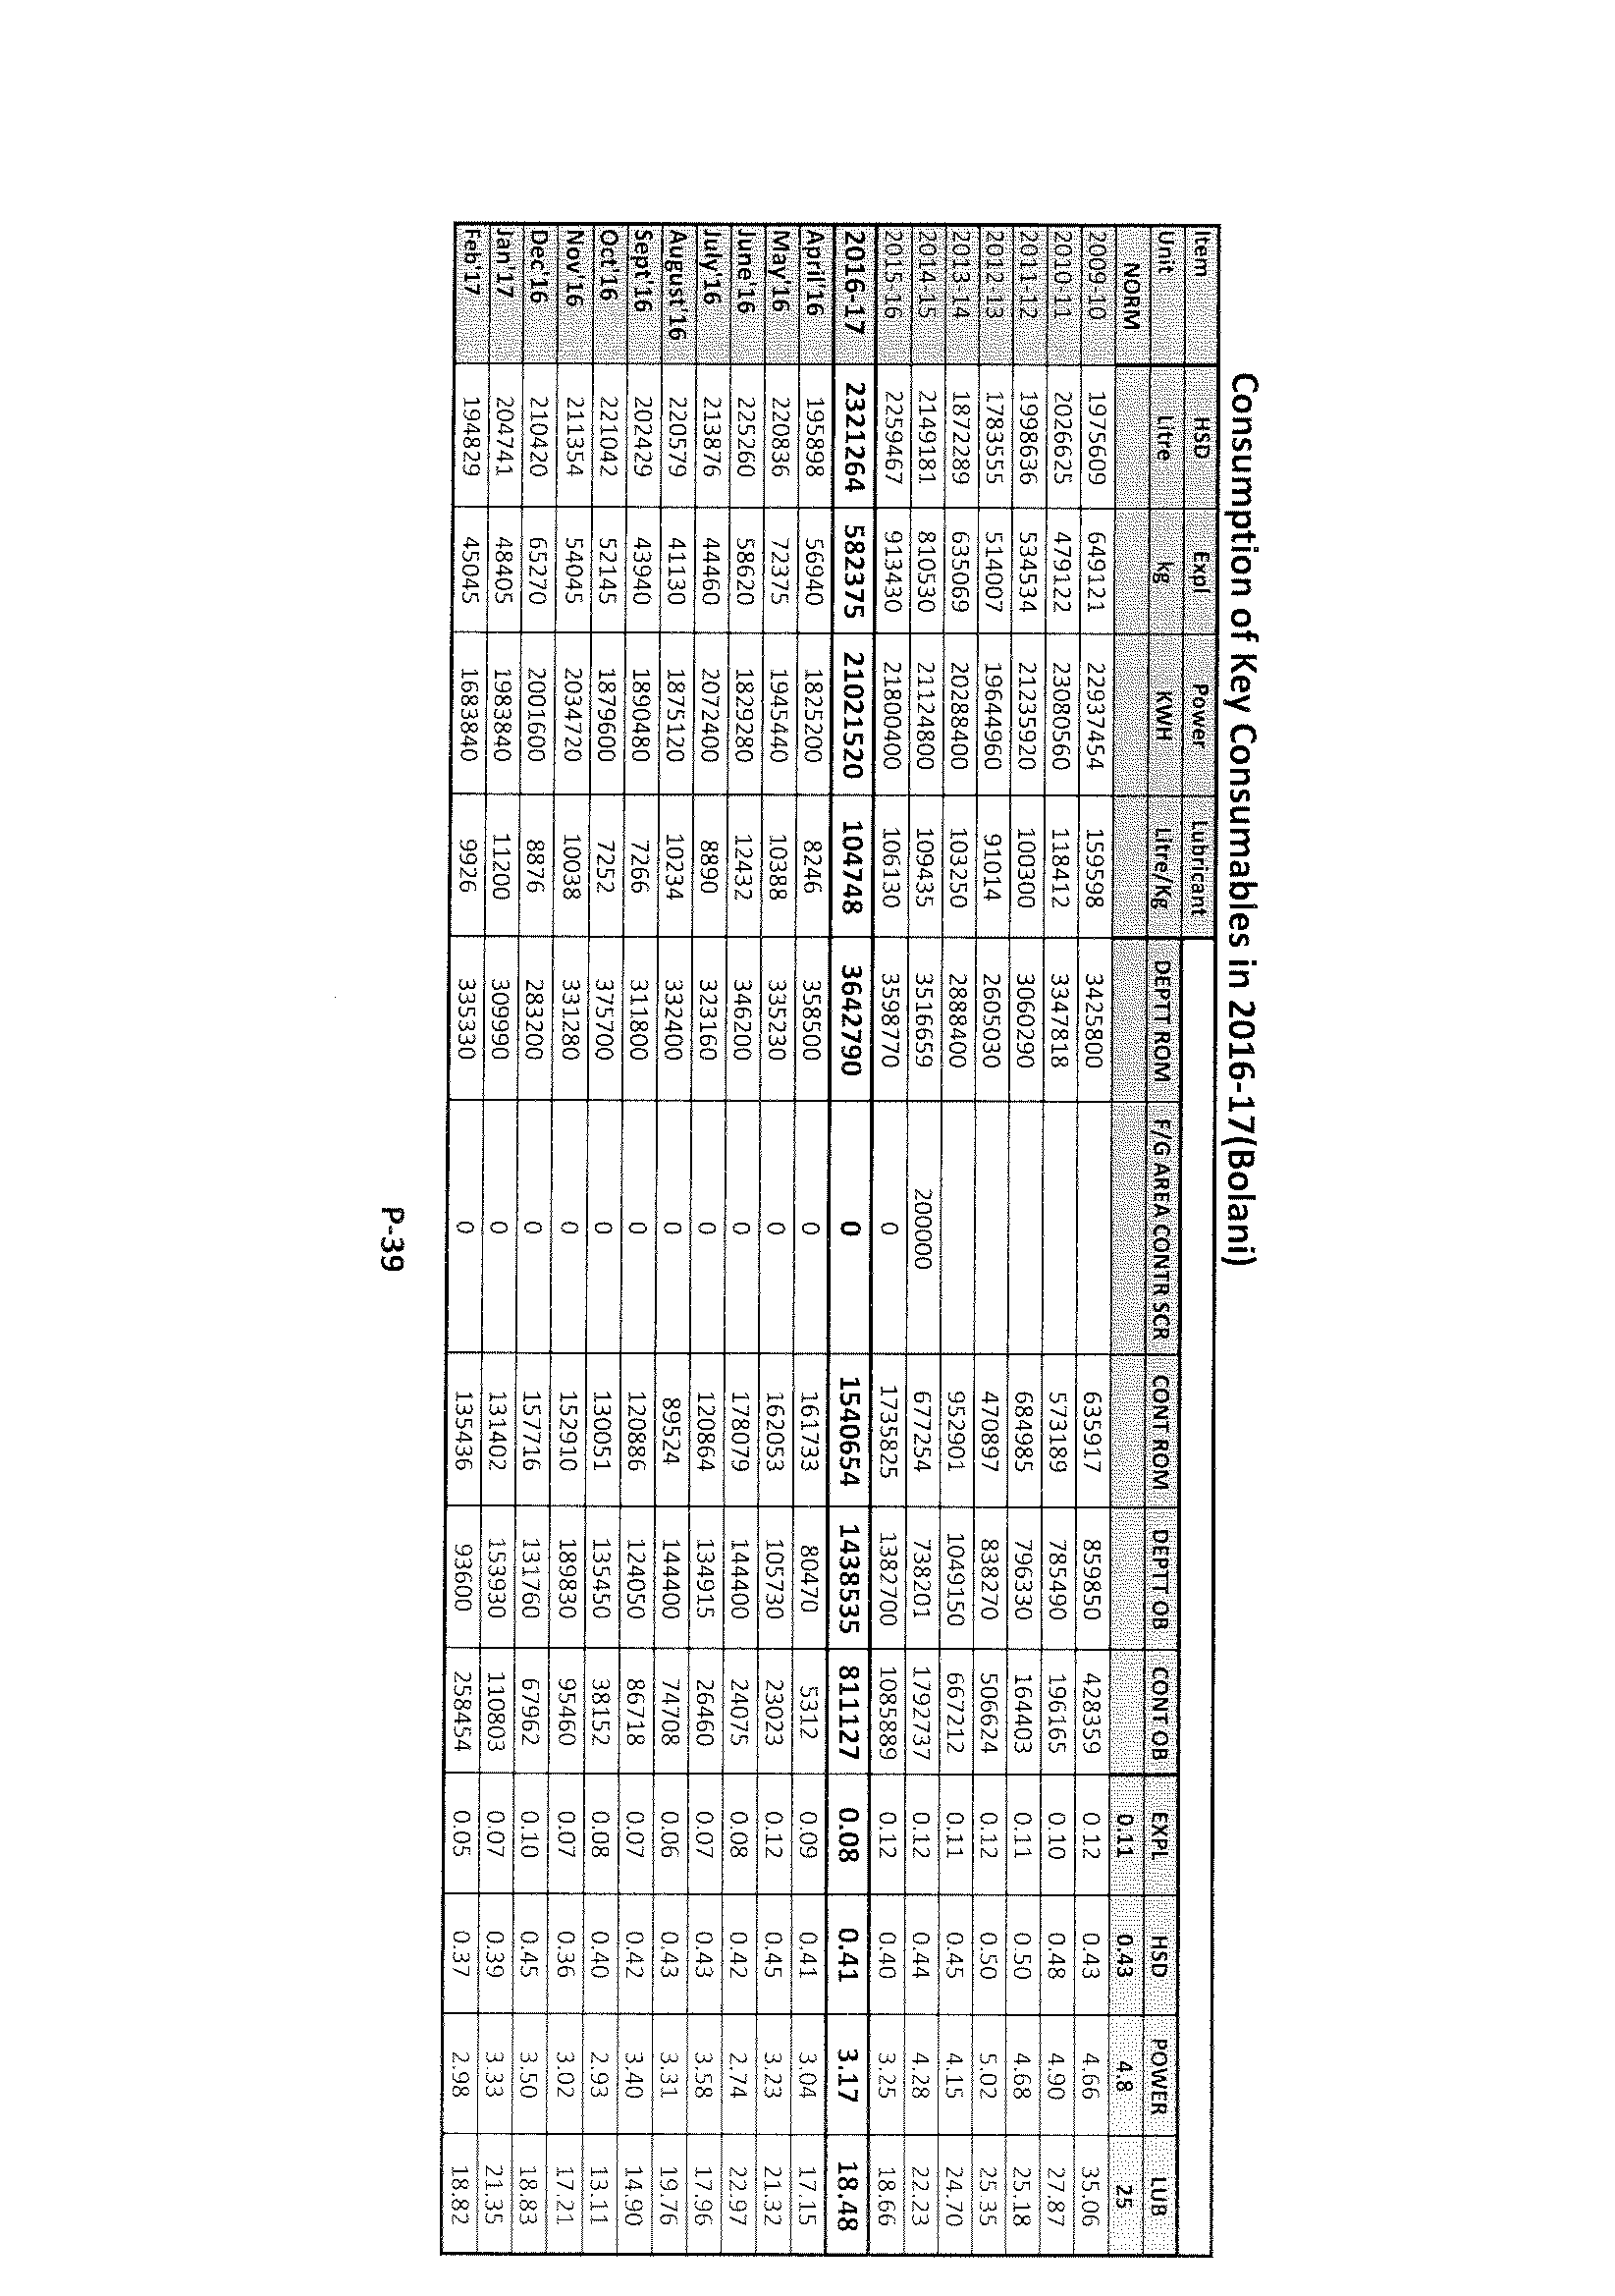 Consumption of Key Consumables in 2016-17(Bolani)
Item HSD Expl Power Lubricant
Unit Litre kg KWH Litre/Kg DEPTT ROM F/G AREA CONTR SCR CONT ROM DEPTT OB CONT OB EXPL HSD POWER LUB
NORM 0.11 0.43 4.8 25
2009-10 1975609 649121 22937454 159598 3425800 635917 859850 428359 0.12 0.43 4.66 35.06
2010-11 2026625 479122 23080560 118412 3347818 573189 785490 196165 0.10 0.48 4.90 27.87
2011-12 1998636 534534 21235920 100300 3060290 684985 796330 164403 0.11 0.50 4.68 25.18
2012-13 1783555 514007 19644960 91014 2605030 470897 838270 506624 0.12 0.50 5.02 25.35
2013-14 1872289 635069 20288400 103250 2888400 952901 1049150 667212 0.11 0.45 4.15 24.70
2014-15 2149181 810530 21124800 109435 3516659 200000 677254 738201 1792737 0.12 0.44 4.28 22.23
2015-16 2259467 913430 21800400 106130 3598770 0 1735825 1382700 1085889 0.12 0.40 3.25 18.66
2016-17 2321264 582375 21021520 104748 3642790 0 1540654 1438535 811127 0.08 0.41 3.17 18.48
April'16 195898 56940 1825200 8246 358500 0 161733 80470 5312 0.09 0.41 3.04 17.15
May'16 220836 72375 1945440 10388 335230 0 162053 105730 23023 0.12 0.45 3.23 21.32
June'16 225260 58620 1829280 12432 346200 0 178079 144400 24075 0.08 0.42 2.74 22.97
July'16 213876 44460 2072400 8890 323160 0 120864 134915 26460 0.07 0.43 3.58 17.96
August'16 220579 41130 1875120 10234 332400 0 89524 144400 74708 0.06 0.43 3.31 19.76
Sept'16 202429 43940 1890480 7266 311800 0 120886 124050 86718 0.07 0.42 3.40 14.90
Oct'16 221042 52145 1879600 7252 375700 0 130051 135450 38152 0.08 0.40 2.93 13.11
Nov'16 211354 54045 2034720 10038 331280 0 152910 189830 95460 0.07 0.36 3.02 17.21
Dec'16 210420 65270 2001600 8876 283200 0 157716 131760 67962 0.10 0.45 3.50 18.83
Jan'17 204741 48405 1983840 11200 309990 0 131402 153930 110803 0.07 0.39 3.33 21.35
Feb'17 194829 45045 1683840 9926 335330 0 135436 93600 258454 0.05 0.37 2.98 18.82
P-39